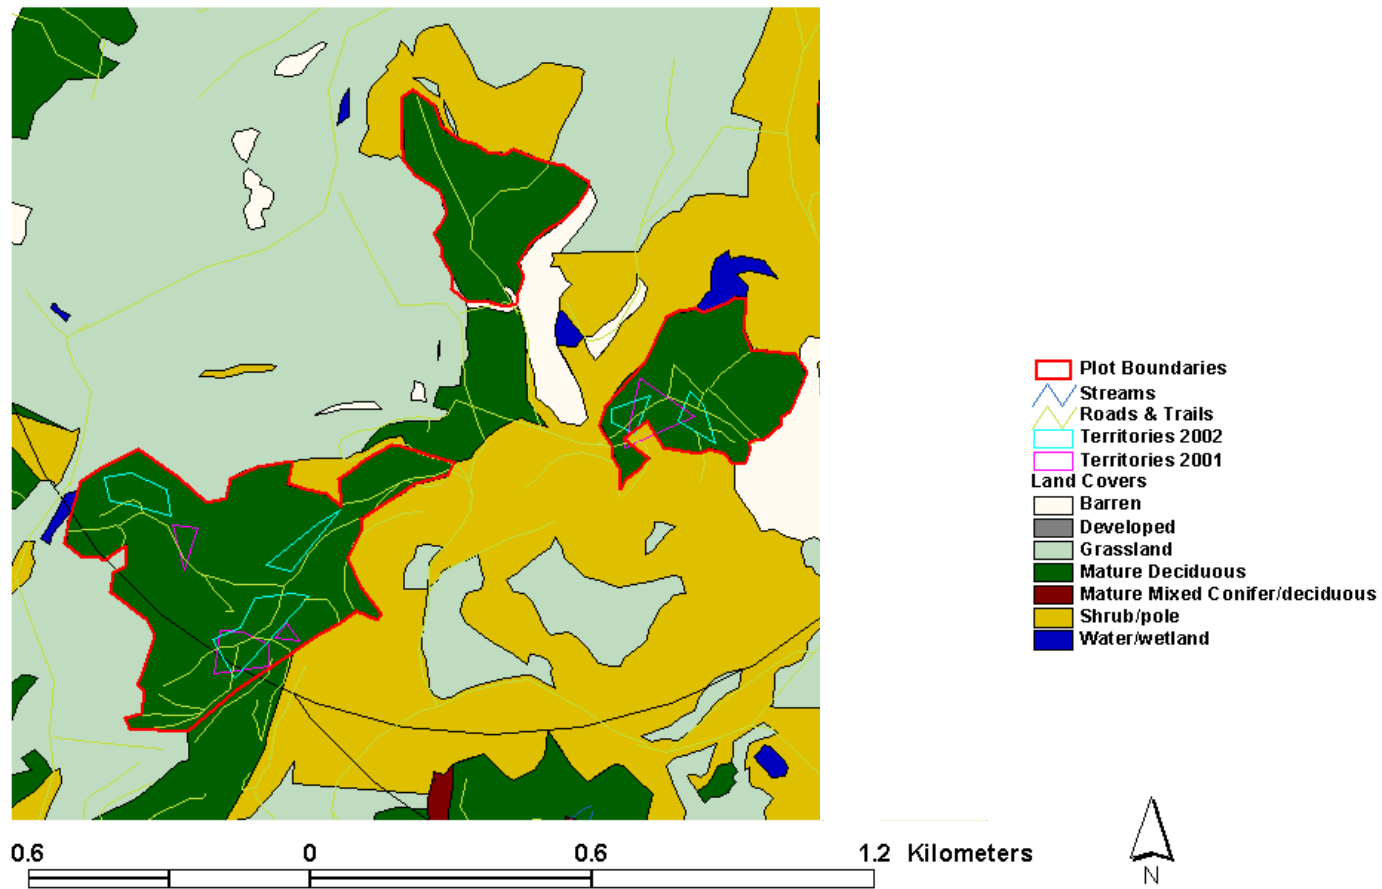 Plot Boundaries
Streams
Roads & Trails
Territories 2002
Territories 2001
Land Covers
Barren
Developed
Grassland
Mature Deciduous
Mature Mixed Conifer/deciduous
Shrub/pole
Water/wetland
0.6 0 0.6 1.2 Kilometers
N